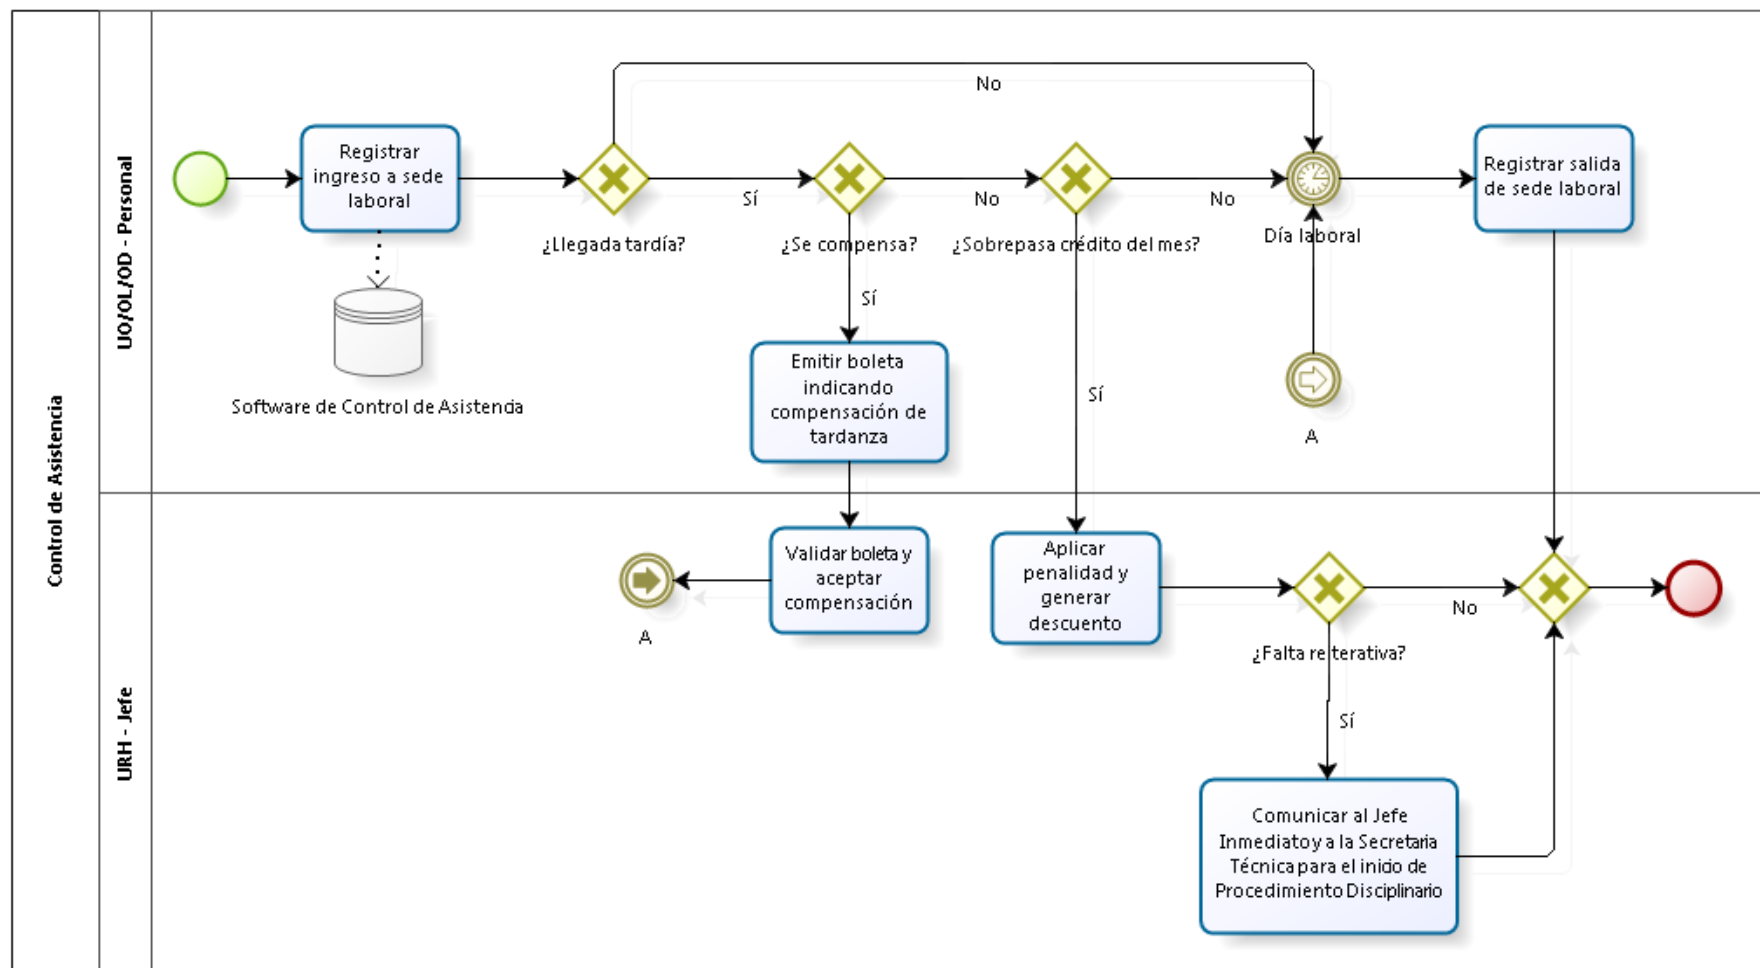 Control de Asistencia
UO/OL/OD - Personal
No
Registrar
ingreso a sede
laboral
Registrar salida
de sede laboral
Sí
No
No
¿Llegada tardía?
¿Se compensa?
¿Sobrepasa crédito del mes?
Día laboral
Sí
Emitir boleta
indicando
compensación de
tardanza
Sí
Software de Control de Asistencia
A
URH - Jefe
Validar boleta y
aceptar
compensación
A
Aplicar
penalidad y
generar
descuento
No
¿Falta reiterativa?
Sí
Comunicar al Jefe
Inmediato y a la Secretaria
Técnica para el inicio de
Procedimiento Disciplinario